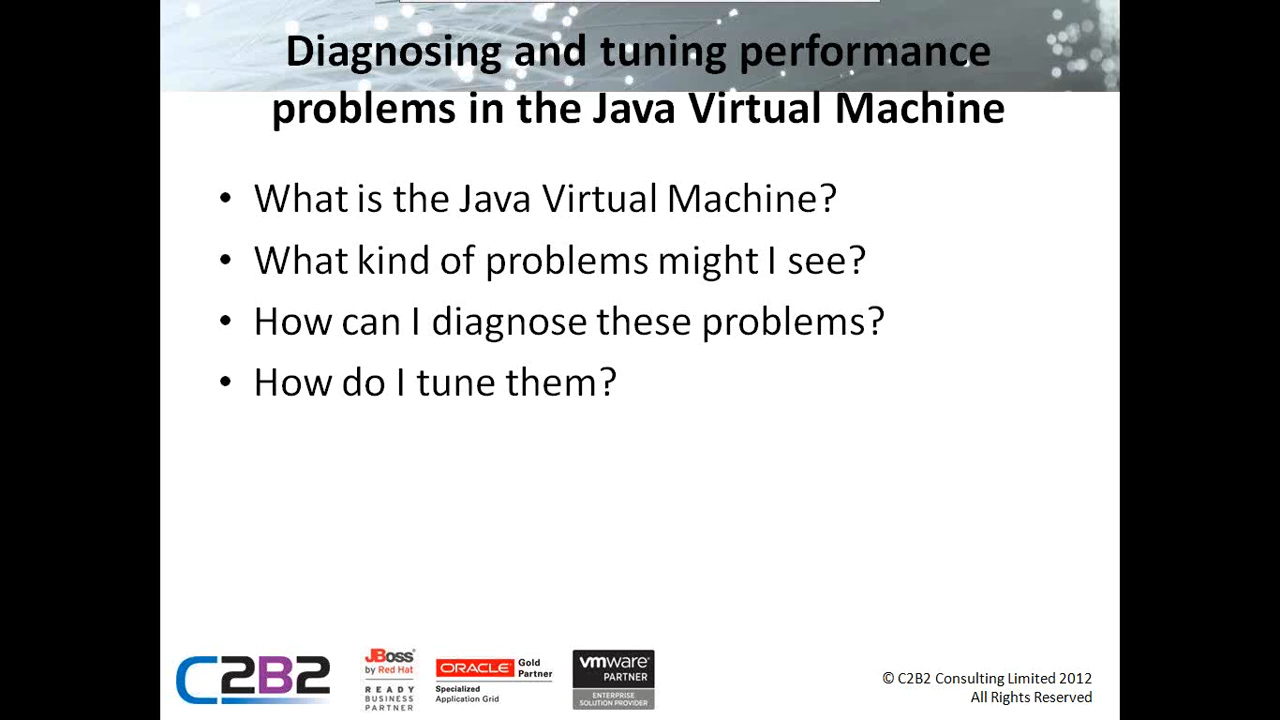 Diagnosing and tuning performance
problems in the Java Virtual Machine
• What is the Java Virtual Machine?
• What kind of problems might I see?
• How can I diagnose these problems?
• How do I tune them?
C2B2
JBoss
by Red Hat
READY
BUSINESS
PARTNER
ORACLE
Gold
Partner
Specialized
Application Grid
vmware
PARTNER
ENTERPRISE
SOLUTION PROVIDER
© C2B2 Consulting Limited 2012
All Rights Reserved